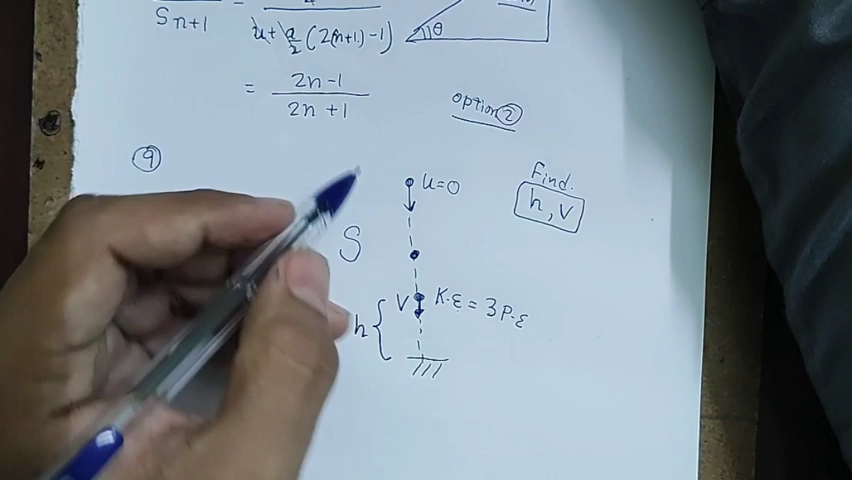 Sn+1
u+ a/2 (2(n+1)-1)
θ
= 2n-1 / 2n+1
option ②
⑨
u=0
Find.
h, v
S
V
K.ε = 3P.ε
h